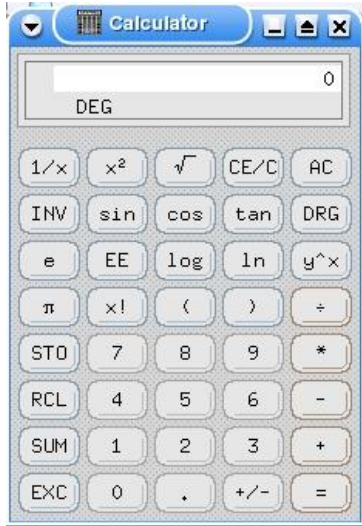 Calculator
0
DEG
1/x x² √ CE/C AC
INV sin cos tan DRG
e EE log ln y^x
π x! ( ) ÷
STO 7 8 9 *
RCL 4 5 6 -
SUM 1 2 3 +
EXC 0 . +/- =